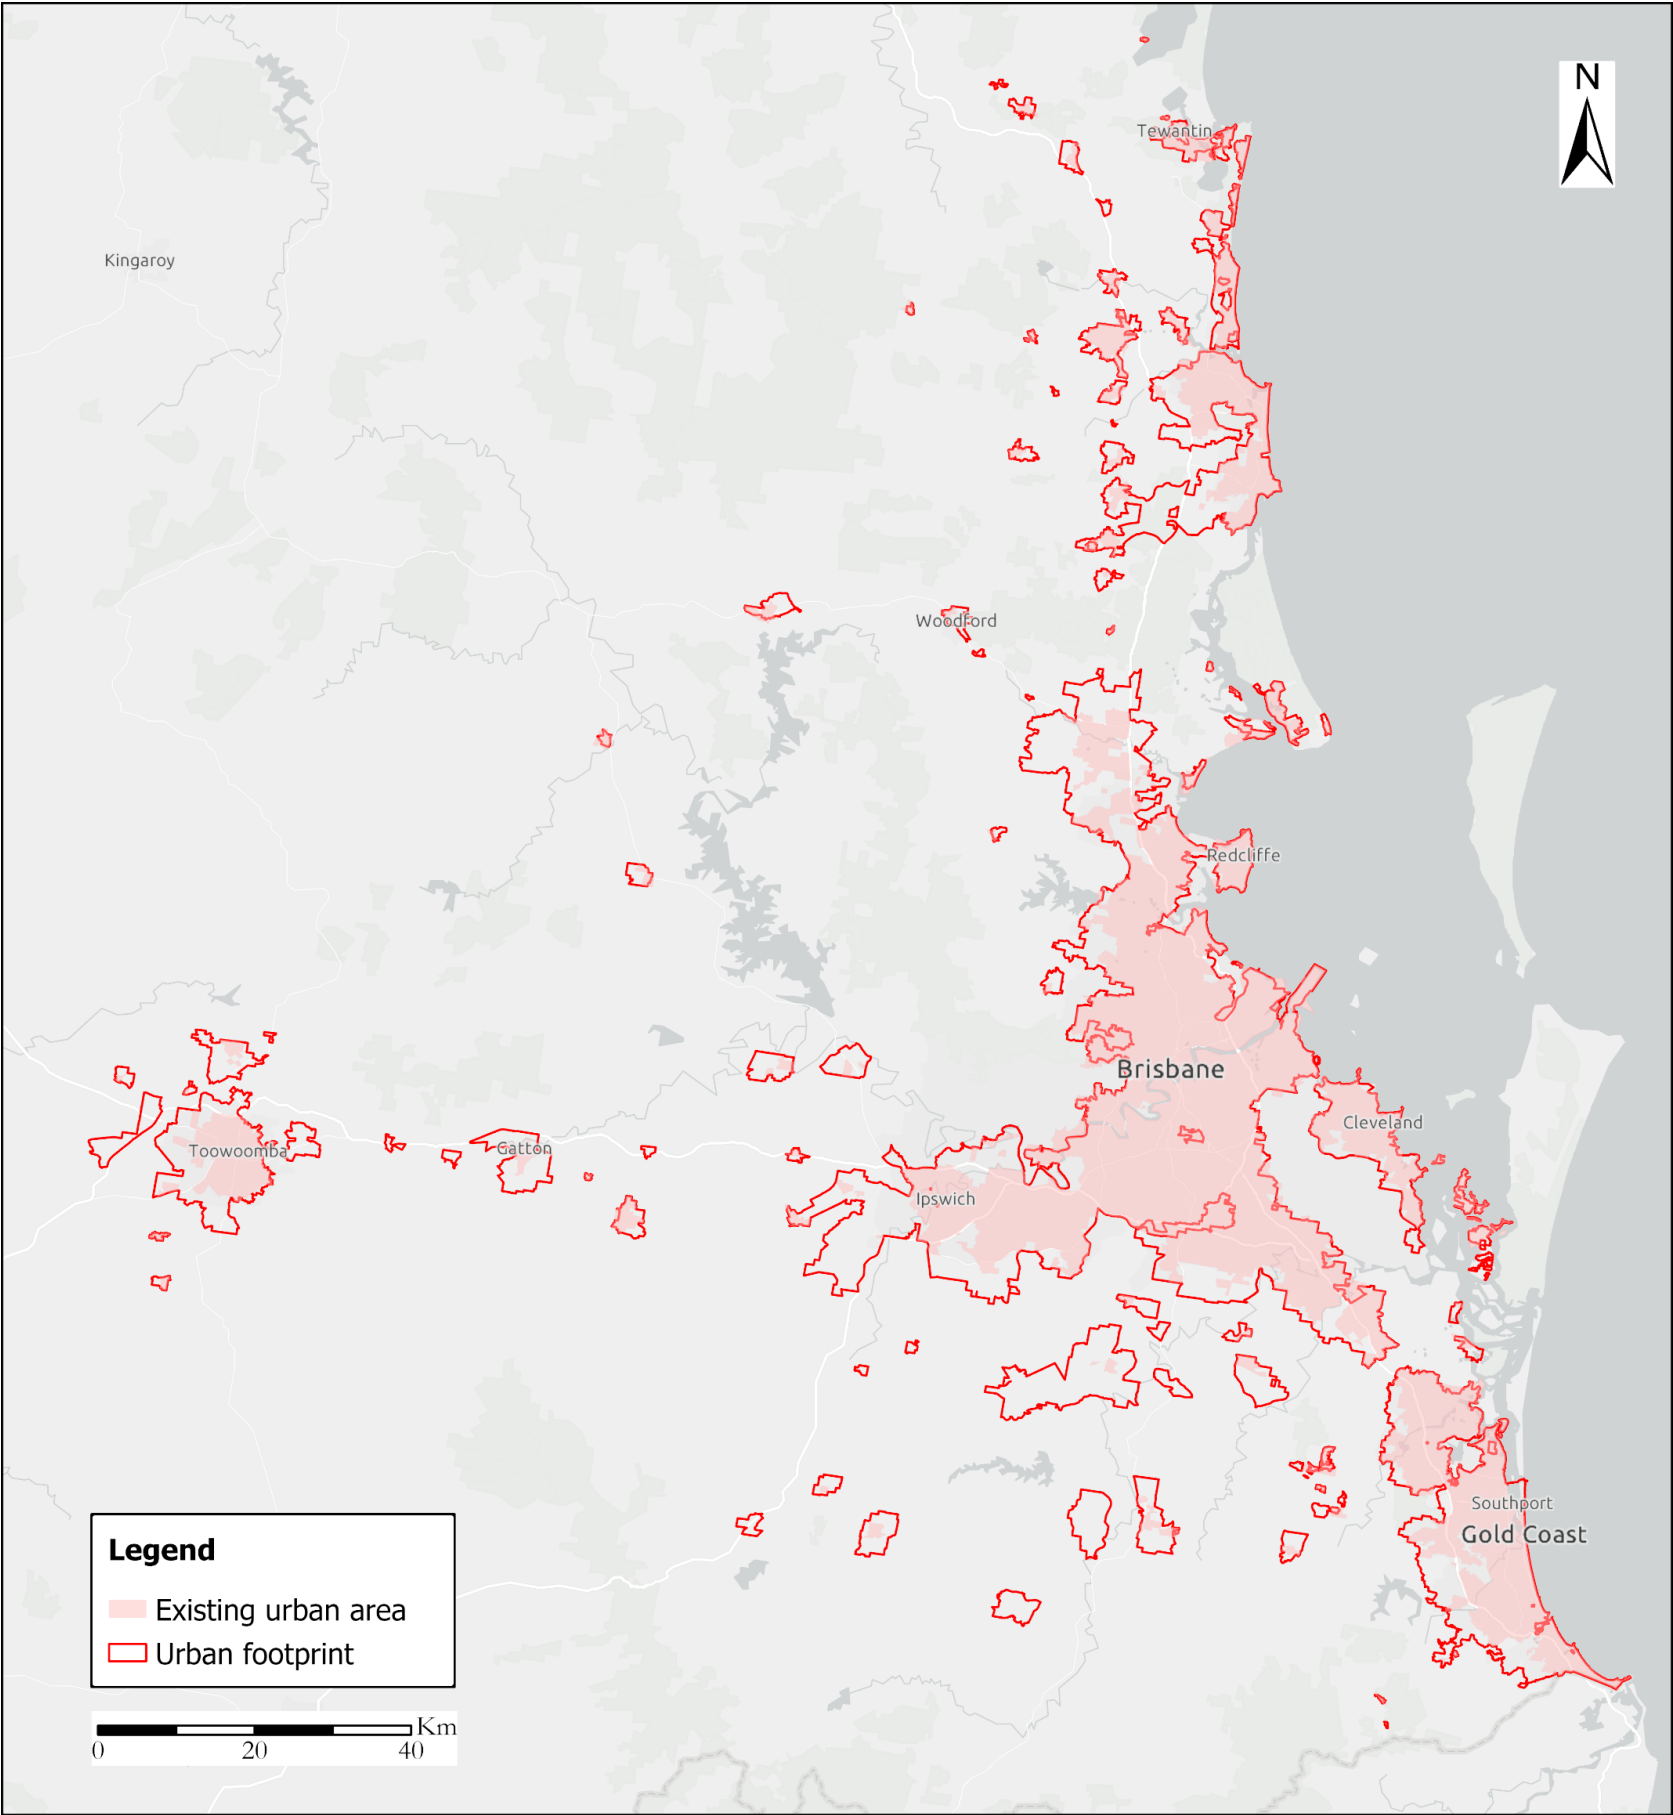 N
Tewantin
Kingaroy
Woodford
Redcliffe
Brisbane
Cleveland
Toowoomba
Gatton
Ipswich
Southport
Gold Coast
Legend
Existing urban area
Urban footprint
Km
0 20 40